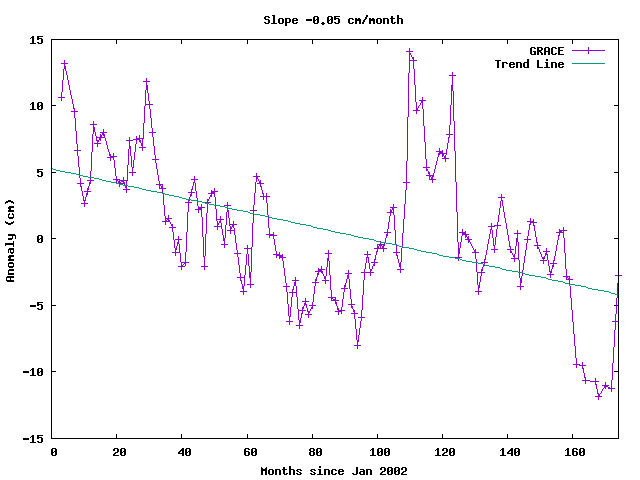 Slope -0.05 cm/month
GRACE
Trend Line
15
10
5
0
-5
-10
-15
Anomaly (cm)
0 20 40 60 80 100 120 140 160
Months since Jan 2002